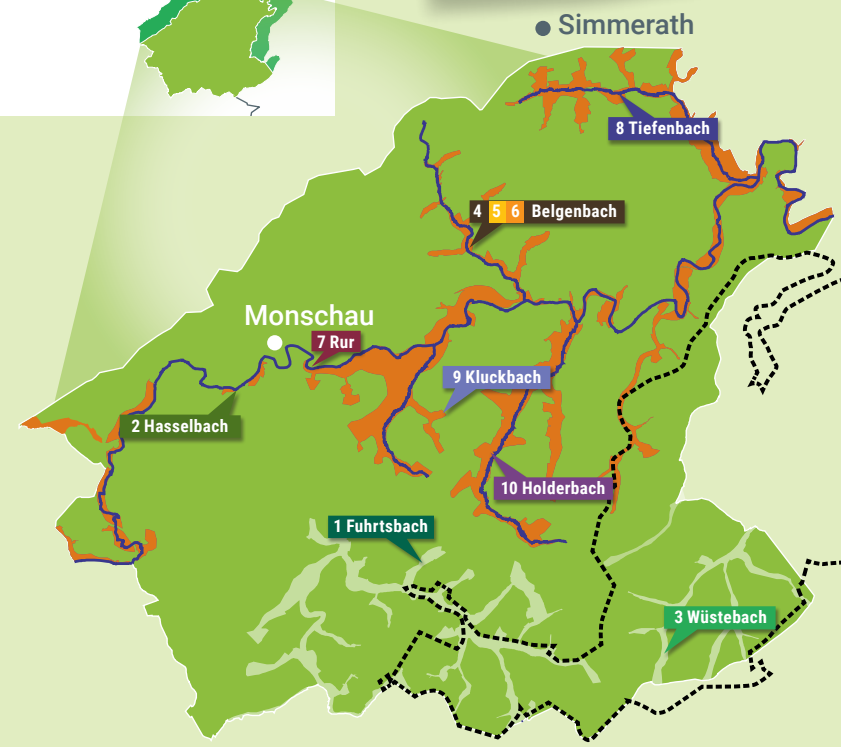 Simmerath
8 Tiefenbach
4 5 6 Belgenbach
Monschau
7 Rur
9 Kluckbach
2 Hasselbach
10 Holderbach
1 Fuhrtsbach
3 Wüstebach